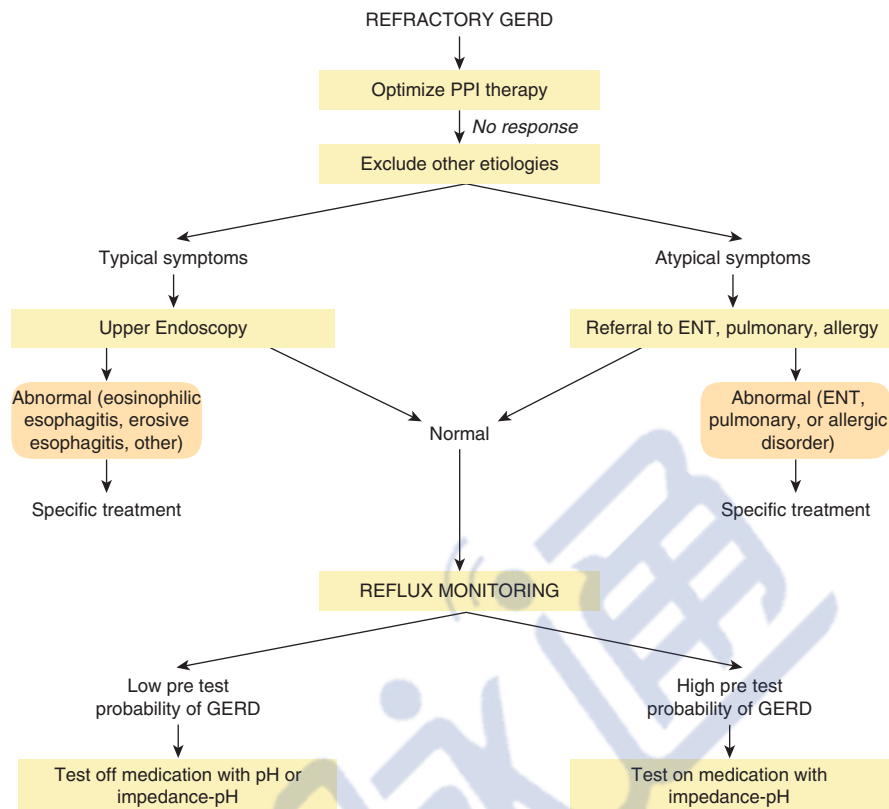 REFRACTORY GERD
Optimize PPI therapy
No response
Exclude other etiologies
Typical symptoms
Atypical symptoms
Upper Endoscopy
Referral to ENT, pulmonary, allergy
Abnormal (eosinophilic
esophagitis, erosive
esophagitis, other)
Abnormal (ENT,
pulmonary, or allergic
disorder)
Normal
Specific treatment
Specific treatment
REFLUX MONITORING
Low pre test
probability of GERD
High pre test
probability of GERD
Test off medication with pH or
impedance-pH
Test on medication with
impedance-pH
通